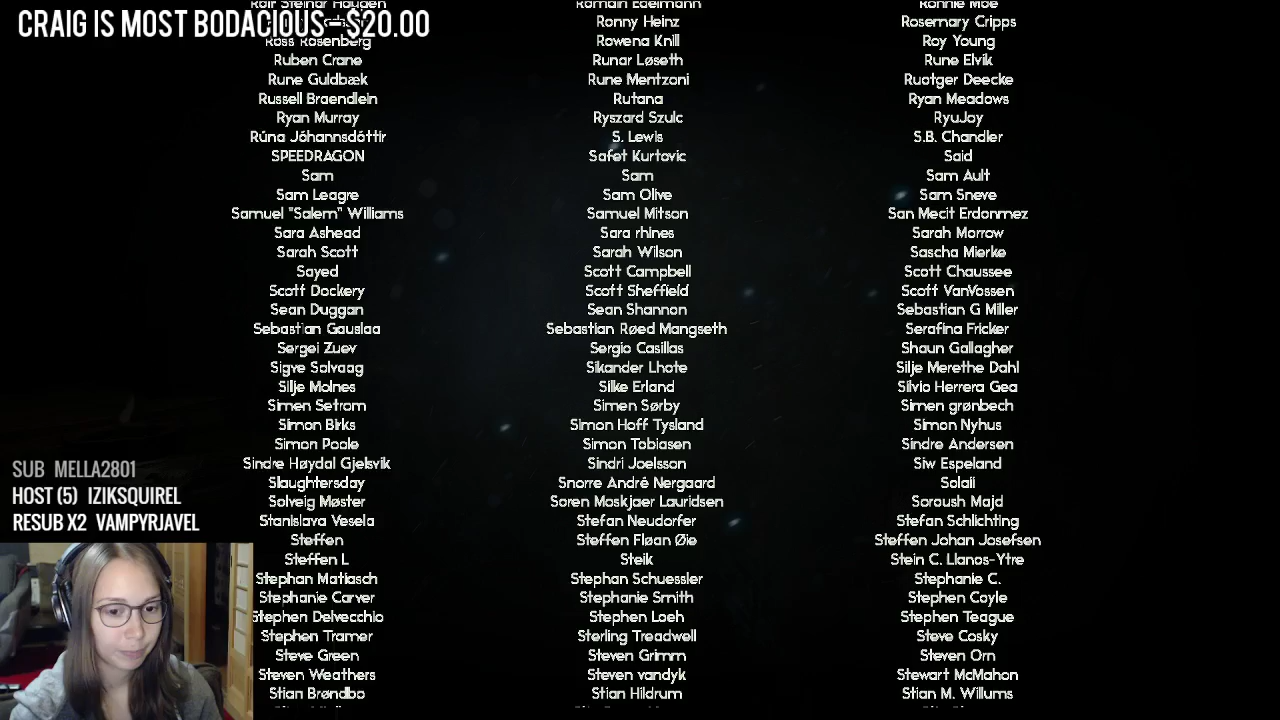 CRAIG IS MOST BODACIOUS - $20.00
Rolf Steinar Haugen Romain Edelmann Ronnie Moe
Ronny Heinz Rosemary Cripps
Ross Rosenberg Rowena Knill Roy Young
Ruben Crane Runar Løseth Rune Elvik
Rune Guldbæk Rune Mentzoni Ruotger Deecke
Russell Braendlein Rutana Ryan Meadows
Ryan Murray Ryszard Szulc RyuJay
Rúna Jóhannsdóttir S. Lewis S.B. Chandler
SPEEDRAGON Safet Kurtovic Said
Sam Sam Sam Ault
Sam Leagre Sam Olive Sam Sneve
Samuel "Salem" Williams Samuel Mitson San Mecit Erdonmez
Sara Ashead Sara rhines Sarah Morrow
Sarah Scott Sarah Wilson Sascha Mierke
Sayed Scott Campbell Scott Chaussee
Scott Dockery Scott Sheffield Scott VanVossen
Sean Duggan Sean Shannon Sebastian G Miller
Sebastian Gauslaa Sebastian Røed Mangseth Serafina Fricker
Sergei Zuev Sergio Casillas Shaun Gallagher
Sigve Solvaag Sikander Lhote Silje Merethe Dahl
Silje Molnes Silke Erland Silvio Herrera Gea
Simen Setrom Simen Sørby Simen grønbech
Simon Birks Simon Hoff Tysland Simon Nyhus
Simon Poole Simon Tobiasen Sindre Andersen
Sindre Høydal Gjelsvik Sindri Joelsson Siw Espeland
Slaughtersday Snorre André Nergaard Solaii
Solveig Møster Soren Moskjaer Lauridsen Soroush Majd
Stanislava Vesela Stefan Neudorfer Stefan Schlichting
Steffen Steffen Fløan Øie Steffen Johan Josefsen
Steffen L Steik Stein C. Llanos-Ytre
Stephan Matiasch Stephan Schuessler Stephanie C.
Stephanie Carver Stephanie Smith Stephen Coyle
Stephen Delvecchio Stephen Loeh Stephen Teague
Stephen Tramer Sterling Treadwell Steve Cosky
Steve Green Steven Grimm Steven Orn
Steven Weathers Steven vandyk Stewart McMahon
Stian Brøndbo Stian Hildrum Stian M. Willums
SUB MELLA2801
HOST (5) IZIKSQUIREL
RESUB X2 VAMPYRJAVEL